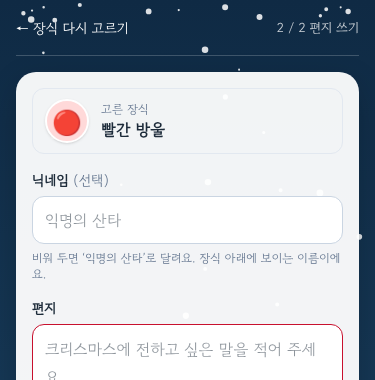 ← 장식 다시 고르기
2 / 2 편지 쓰기
고른 장식
빨간 방울
닉네임 (선택)
익명의 산타
비워 두면 '익명의 산타'로 달려요. 장식 아래에 보이는 이름이에
요.
편지
크리스마스에 전하고 싶은 말을 적어 주세
요